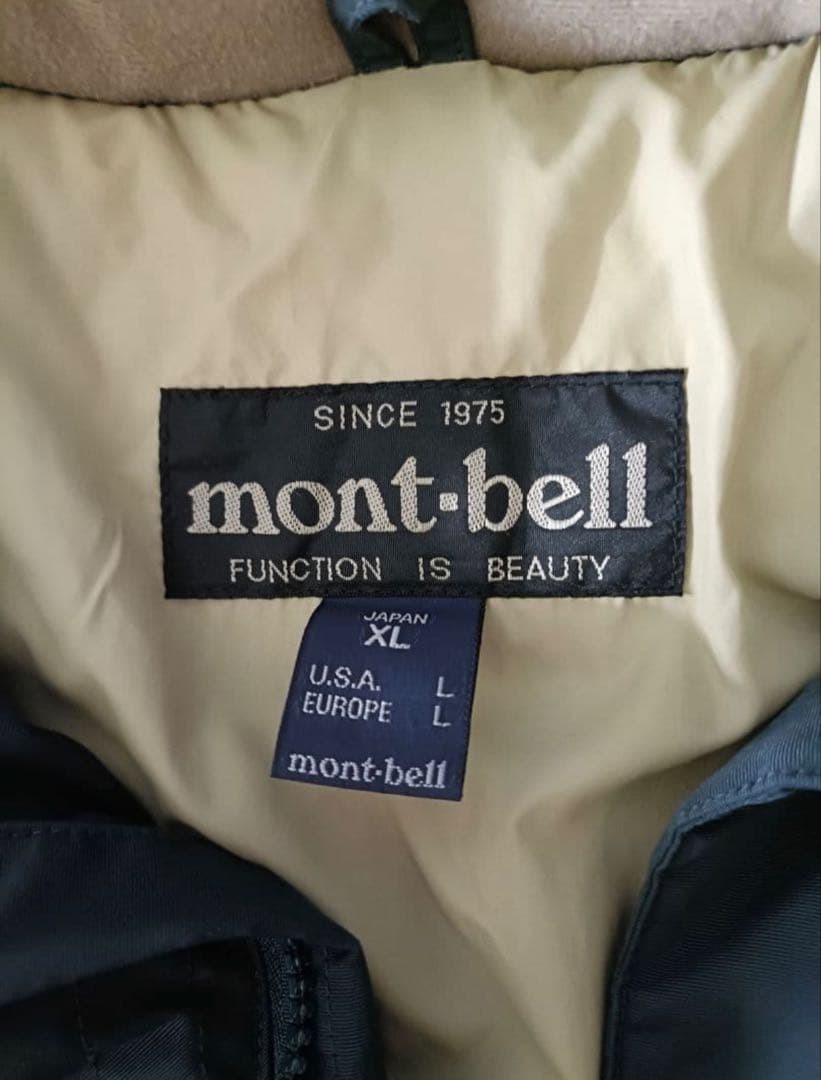 SINCE 1975
mont-bell
FUNCTION IS BEAUTY
JAPAN
XL
U.S.A. L
EUROPE L
mont-bell